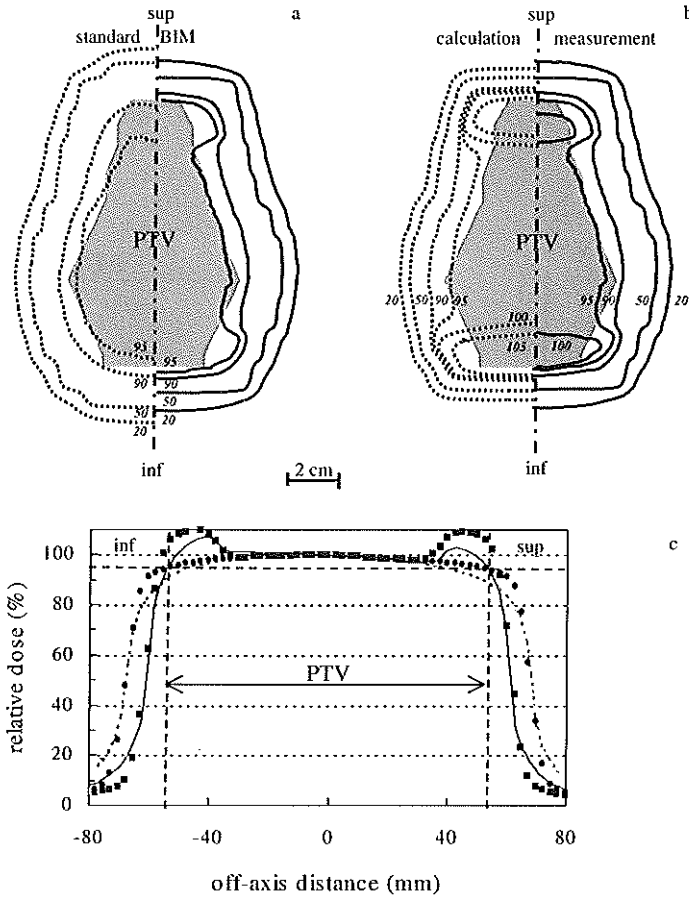 sup a
standard BIM
PTV
95 95
90 90
50 50
20 20
inf
sup b
calculation measurement
PTV
20 50 90 95 95 90 50 20
100
105 100
inf
2 cm
inf sup c
100
80
60
40
20
0
PTV
relative dose (%)
-80 -40 0 40 80
off-axis distance (mm)